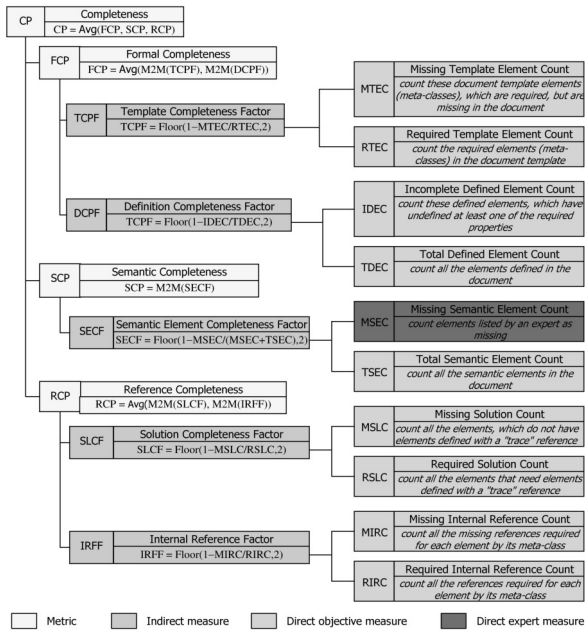 CP
Completeness
CP = Avg(FCP, SCP, RCP)
FCP
Formal Completeness
FCP = Avg(M2M(TCPF), M2M(DCPF))
TCPF
Template Completeness Factor
TCPF = Floor(1−MTEC/RTEC,2)
MTEC
Missing Template Element Count
count these document template elements
(meta-classes), which are required, but are
missing in the document
RTEC
Required Template Element Count
count the required elements (meta-
classes) in the document template
DCPF
Definition Completeness Factor
TCPF = Floor(1−IDEC/TDEC,2)
IDEC
Incomplete Defined Element Count
count these defined elements, which have
undefined at least one of the required
properties
TDEC
Total Defined Element Count
count all the elements defined in the
document
SCP
Semantic Completeness
SCP = M2M(SECF)
SECF
Semantic Element Completeness Factor
SECF = Floor(1−MSEC/(MSEC+TSEC),2)
MSEC
Missing Semantic Element Count
count elements listed by an expert as
missing
TSEC
Total Semantic Element Count
count all the semantic elements in the
document
RCP
Reference Completeness
RCP = Avg(M2M(SLCF), M2M(IRFF))
SLCF
Solution Completeness Factor
SLCF = Floor(1−MSLC/RSLC,2)
MSLC
Missing Solution Count
count all the elements, which do not have
elements defined with a "trace" reference
RSLC
Required Solution Count
count all the elements that need elements
defined with a "trace" reference
IRFF
Internal Reference Factor
IRFF = Floor(1−MIRC/RIRC,2)
MIRC
Missing Internal Reference Count
count all the missing references required
for each element by its meta-class
RIRC
Required Internal Reference Count
count all the references required for each
element by its meta-class
Metric
Indirect measure
Direct objective measure
Direct expert measure